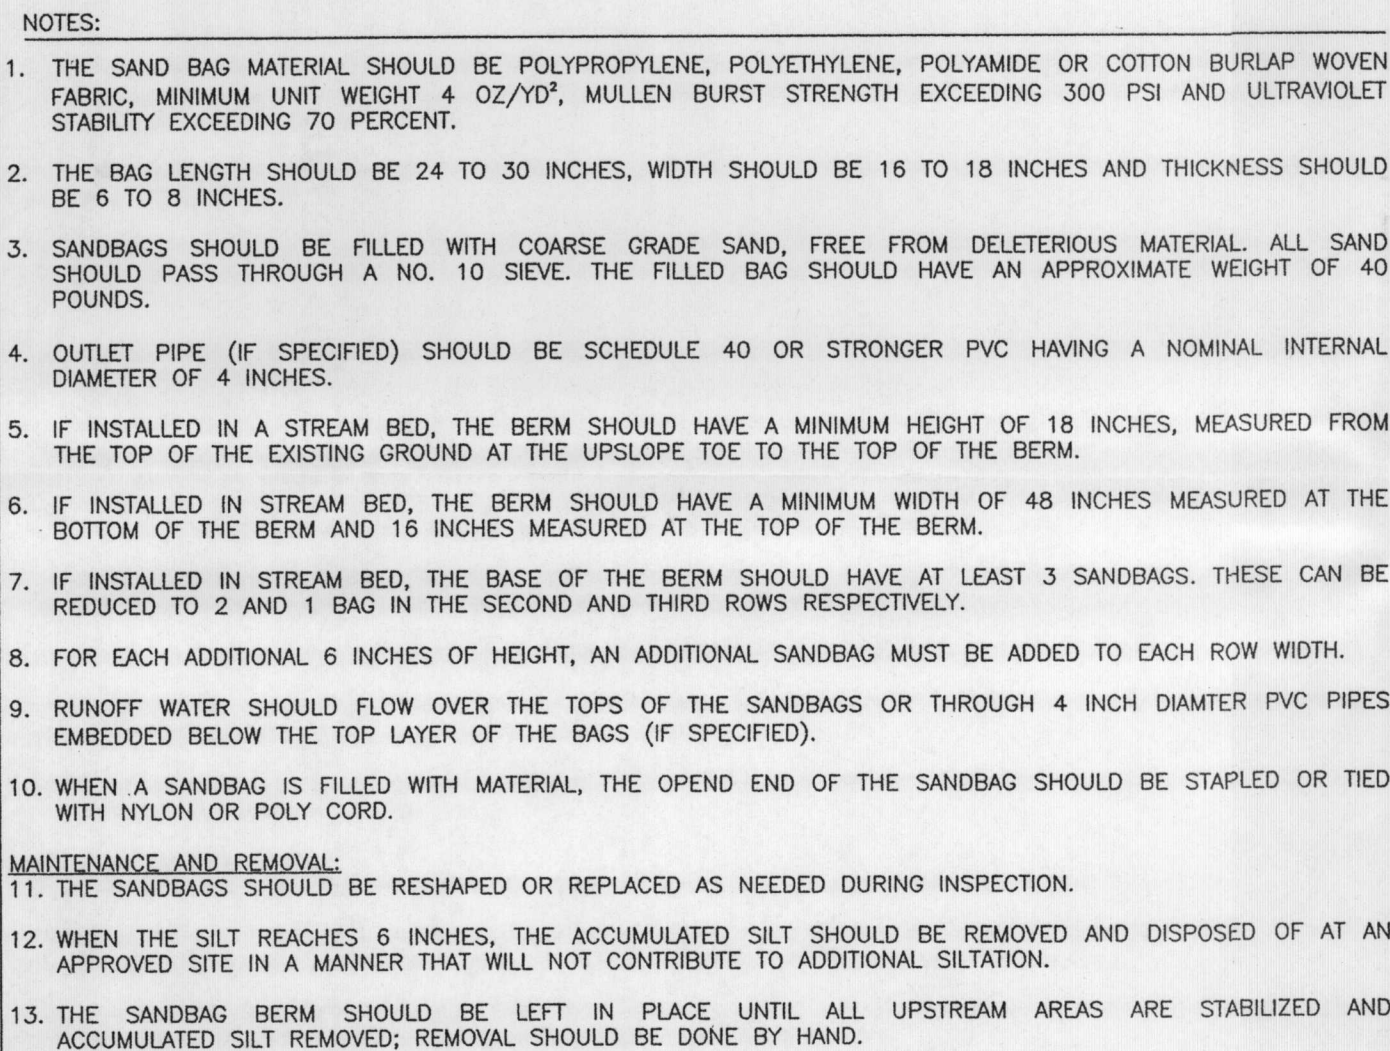 NOTES:
1. THE SAND BAG MATERIAL SHOULD BE POLYPROPYLENE, POLYETHYLENE, POLYAMIDE OR COTTON BURLAP WOVEN
FABRIC, MINIMUM UNIT WEIGHT 4 OZ/YD², MULLEN BURST STRENGTH EXCEEDING 300 PSI AND ULTRAVIOLET
STABILITY EXCEEDING 70 PERCENT.
2. THE BAG LENGTH SHOULD BE 24 TO 30 INCHES, WIDTH SHOULD BE 16 TO 18 INCHES AND THICKNESS SHOULD
BE 6 TO 8 INCHES.
3. SANDBAGS SHOULD BE FILLED WITH COARSE GRADE SAND, FREE FROM DELETERIOUS MATERIAL. ALL SAND
SHOULD PASS THROUGH A NO. 10 SIEVE. THE FILLED BAG SHOULD HAVE AN APPROXIMATE WEIGHT OF 40
POUNDS.
4. OUTLET PIPE (IF SPECIFIED) SHOULD BE SCHEDULE 40 OR STRONGER PVC HAVING A NOMINAL INTERNAL
DIAMETER OF 4 INCHES.
5. IF INSTALLED IN A STREAM BED, THE BERM SHOULD HAVE A MINIMUM HEIGHT OF 18 INCHES, MEASURED FROM
THE TOP OF THE EXISTING GROUND AT THE UPSLOPE TOE TO THE TOP OF THE BERM.
6. IF INSTALLED IN STREAM BED, THE BERM SHOULD HAVE A MINIMUM WIDTH OF 48 INCHES MEASURED AT THE
BOTTOM OF THE BERM AND 16 INCHES MEASURED AT THE TOP OF THE BERM.
7. IF INSTALLED IN STREAM BED, THE BASE OF THE BERM SHOULD HAVE AT LEAST 3 SANDBAGS. THESE CAN BE
REDUCED TO 2 AND 1 BAG IN THE SECOND AND THIRD ROWS RESPECTIVELY.
8. FOR EACH ADDITIONAL 6 INCHES OF HEIGHT, AN ADDITIONAL SANDBAG MUST BE ADDED TO EACH ROW WIDTH.
9. RUNOFF WATER SHOULD FLOW OVER THE TOPS OF THE SANDBAGS OR THROUGH 4 INCH DIAMTER PVC PIPES
EMBEDDED BELOW THE TOP LAYER OF THE BAGS (IF SPECIFIED).
10. WHEN A SANDBAG IS FILLED WITH MATERIAL, THE OPEND END OF THE SANDBAG SHOULD BE STAPLED OR TIED
WITH NYLON OR POLY CORD.
MAINTENANCE AND REMOVAL:
11. THE SANDBAGS SHOULD BE RESHAPED OR REPLACED AS NEEDED DURING INSPECTION.
12. WHEN THE SILT REACHES 6 INCHES, THE ACCUMULATED SILT SHOULD BE REMOVED AND DISPOSED OF AT AN
APPROVED SITE IN A MANNER THAT WILL NOT CONTRIBUTE TO ADDITIONAL SILTATION.
13. THE SANDBAG BERM SHOULD BE LEFT IN PLACE UNTIL ALL UPSTREAM AREAS ARE STABILIZED AND
ACCUMULATED SILT REMOVED; REMOVAL SHOULD BE DONE BY HAND.